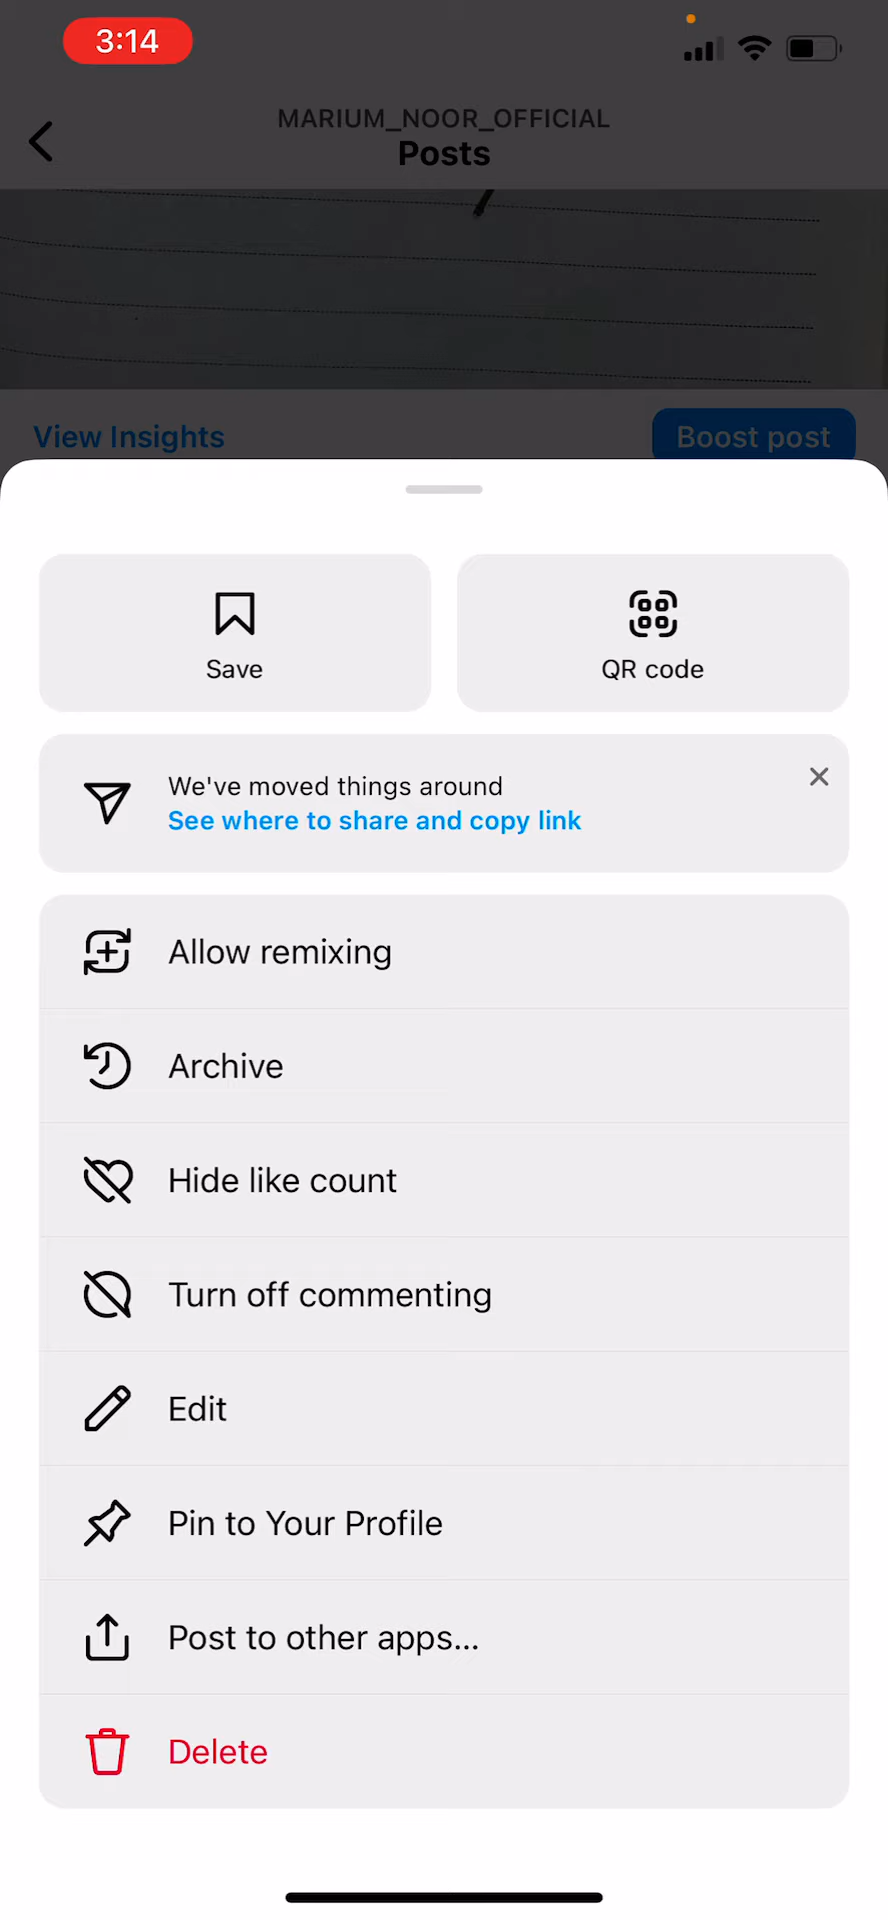 3:14
MARIUM_NOOR_OFFICIAL
Posts
View Insights
Boost post
Save
QR code
We've moved things around
See where to share and copy link
Allow remixing
Archive
Hide like count
Turn off commenting
Edit
Pin to Your Profile
Post to other apps...
Delete